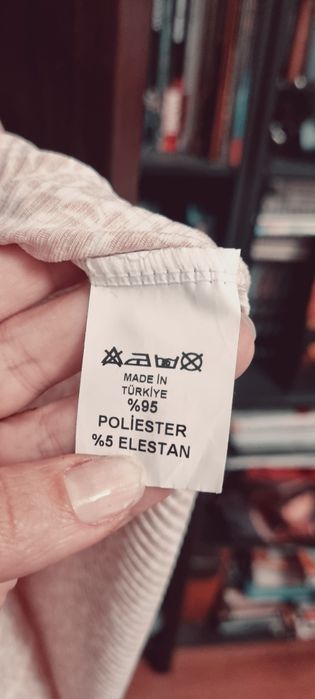 MADE İN
TÜRKİYE
%95
POLİESTER
%5 ELESTAN